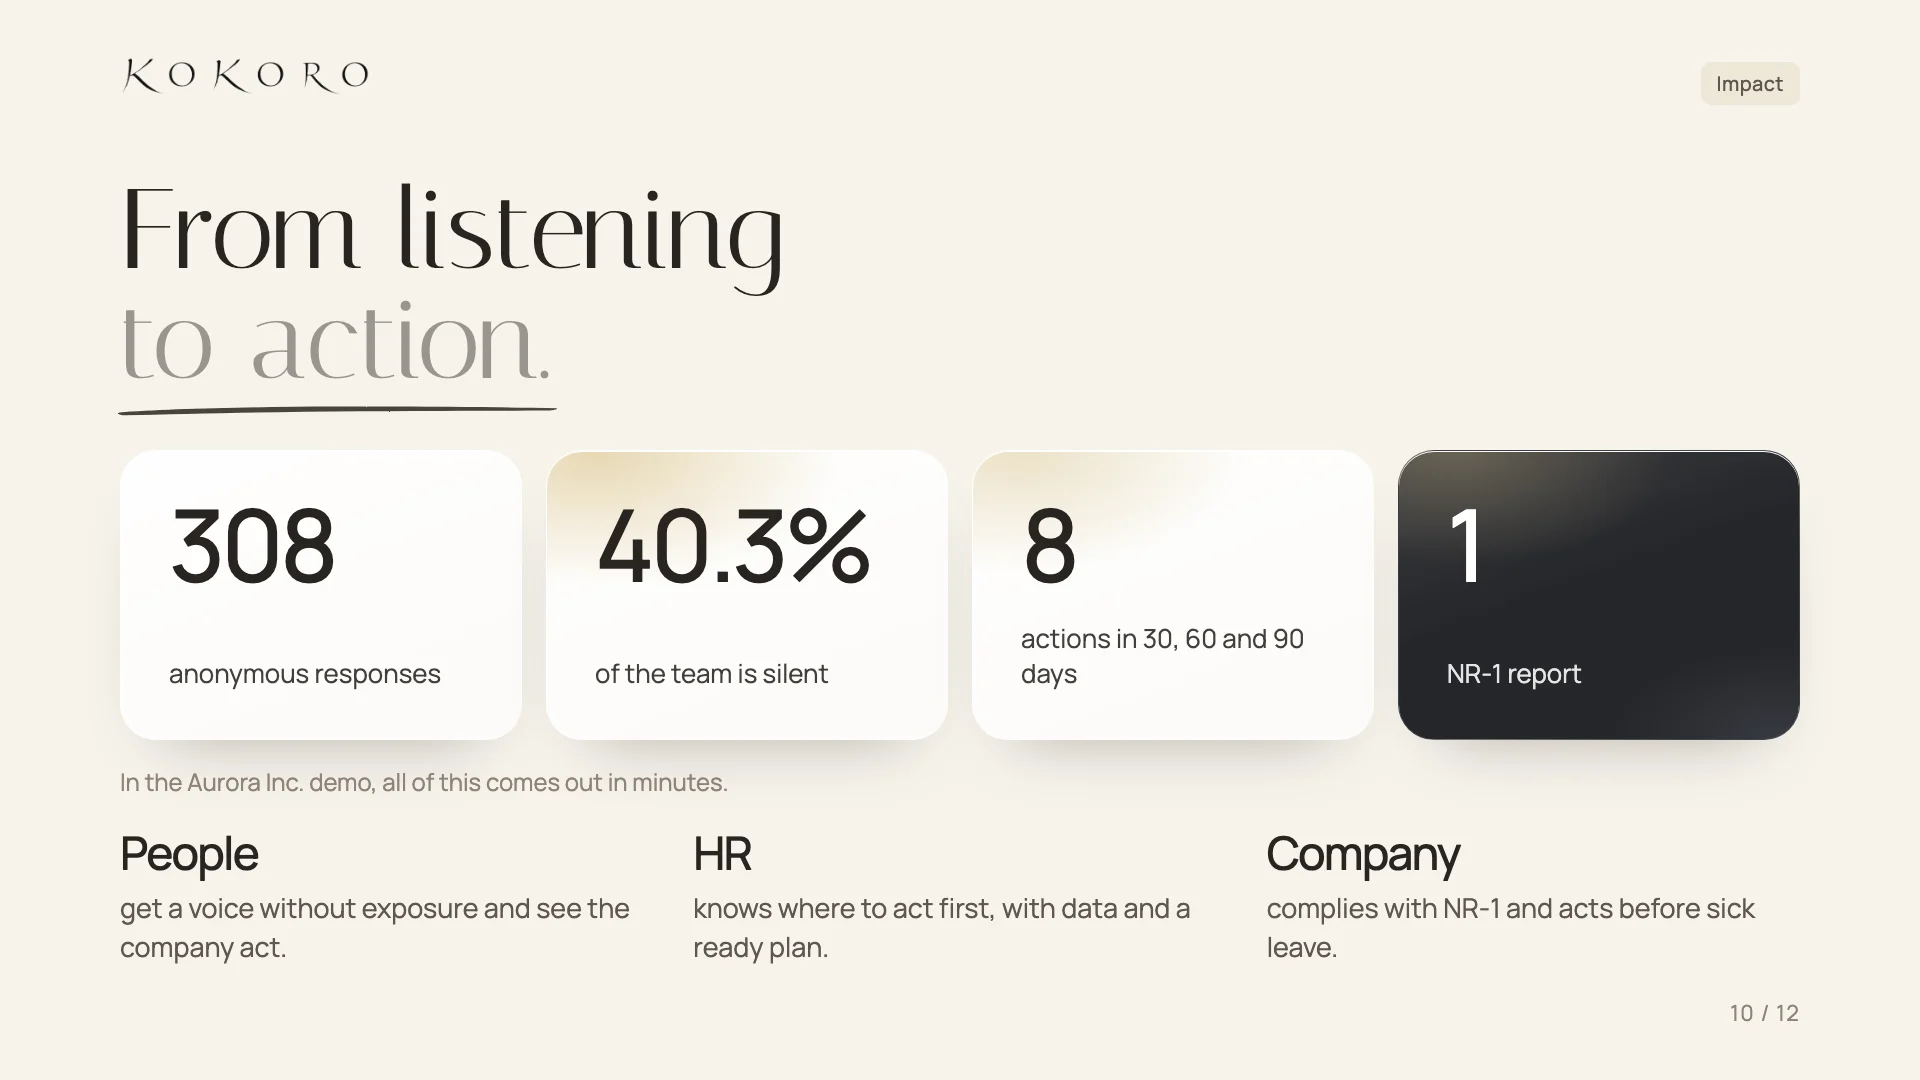 KOKORO
Impact
From listening
to action.
308
anonymous responses
40.3%
of the team is silent
8
actions in 30, 60 and 90
days
1
NR-1 report
In the Aurora Inc. demo, all of this comes out in minutes.
People
get a voice without exposure and see the
company act.
HR
knows where to act first, with data and a
ready plan.
Company
complies with NR-1 and acts before sick
leave.
10 / 12